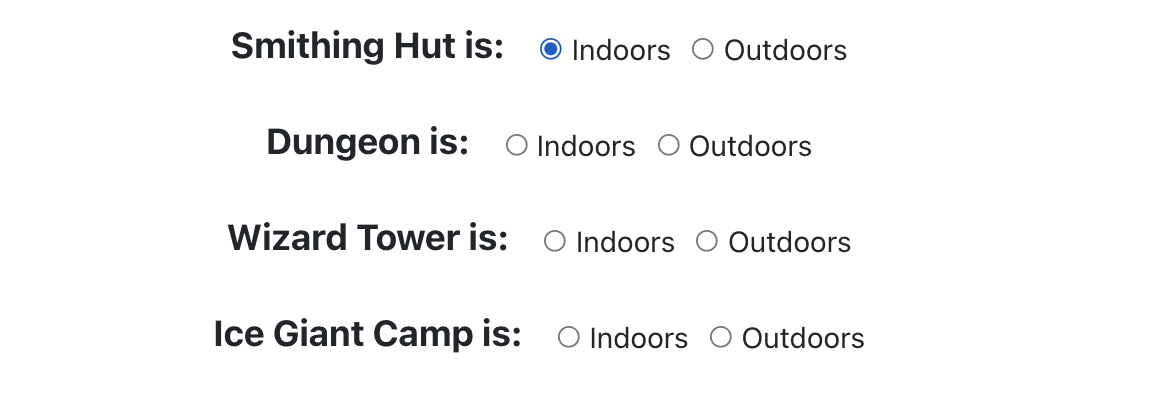 Smithing Hut is: Indoors Outdoors
Dungeon is: Indoors Outdoors
Wizard Tower is: Indoors Outdoors
Ice Giant Camp is: Indoors Outdoors